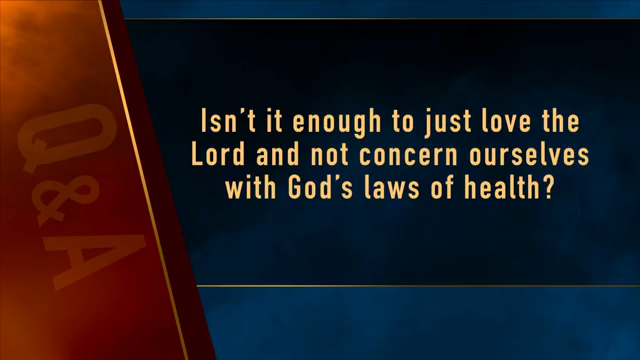 Q&A
Isn't it enough to just love the
Lord and not concern ourselves
with God's laws of health?